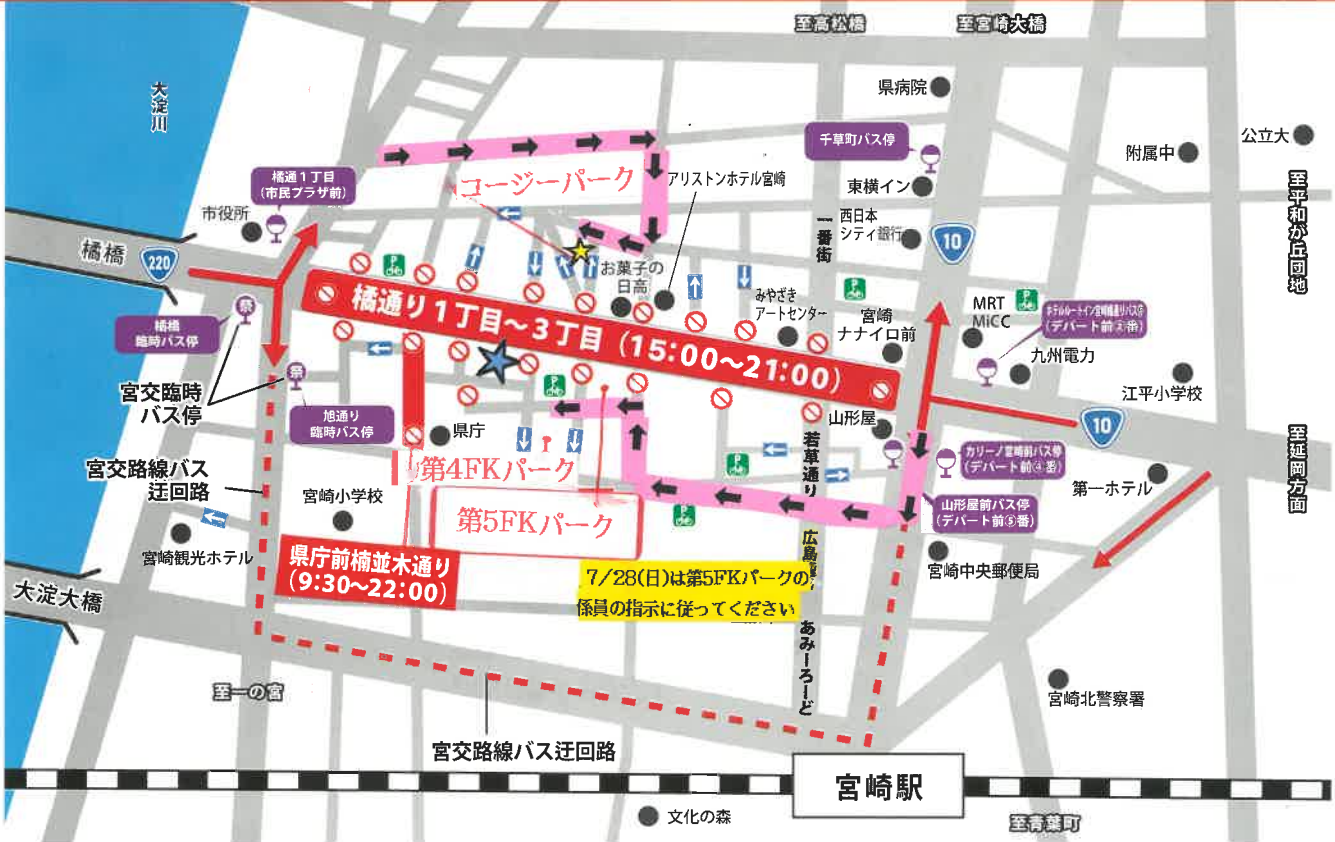 至高松橋
至宮崎大橋
大淀川
県病院
千草町バス停
公立大
附属中
橘通1丁目
(市民プラザ前)
コージーパーク
アリストンホテル宮崎
東横イン
至平和が丘団地
市役所
西日本
シティ銀行
一番街
橘橋
220
10
お菓子の
日高
橘通り1丁目～3丁目(15:00～21:00)
みやざき
アートセンター
宮崎
ナナイロ前
MRT
MiCC
(デパート前②番)
九州電力
祭
橘橋
臨時バス停
宮交臨時
バス停
祭
旭通り
臨時バス停
江平小学校
P
P
P
P
P
P
県庁
山形屋
10
若草通り
カリーノ宮崎前バス停
(デパート前④番)
至延岡方面
宮交路線バス
迂回路
第4FKパーク
宮崎小学校
第5FKパーク
山形屋前バス停
(デパート前⑤番)
第一ホテル
宮崎観光ホテル
県庁前楠並木通り
(9:30～22:00)
広島
宮崎中央郵便局
7/28(日)は第5FKパークの
係員の指示に従ってください
大淀大橋
あみーろーど
至一の宮
宮崎北警察署
宮交路線バス迂回路
宮崎駅
文化の森
至青葉町